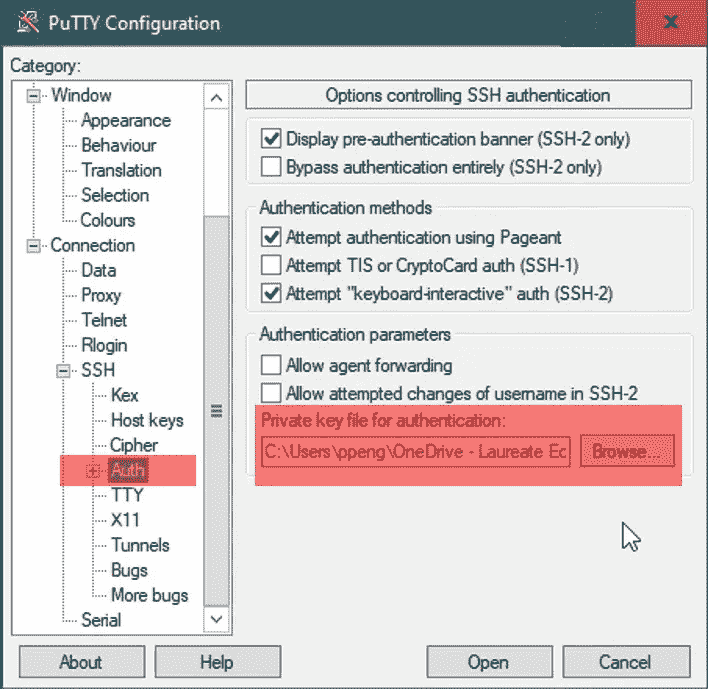 PuTTY Configuration
Category:
Window
Appearance
Behaviour
Translation
Selection
Colours
Connection
Data
Proxy
Telnet
Rlogin
SSH
Kex
Host keys
Cipher
Auth
TTY
X11
Tunnels
Bugs
More bugs
Serial
Options controlling SSH authentication
Display pre-authentication banner (SSH-2 only)
Bypass authentication entirely (SSH-2 only)
Authentication methods
Attempt authentication using Pageant
Attempt TIS or CryptoCard auth (SSH-1)
Attempt "keyboard-interactive" auth (SSH-2)
Authentication parameters
Allow agent forwarding
Allow attempted changes of username in SSH-2
Private key file for authentication:
C:\Users\ppeng\OneDrive - Laureate Ec
Browse...
About
Help
Open
Cancel